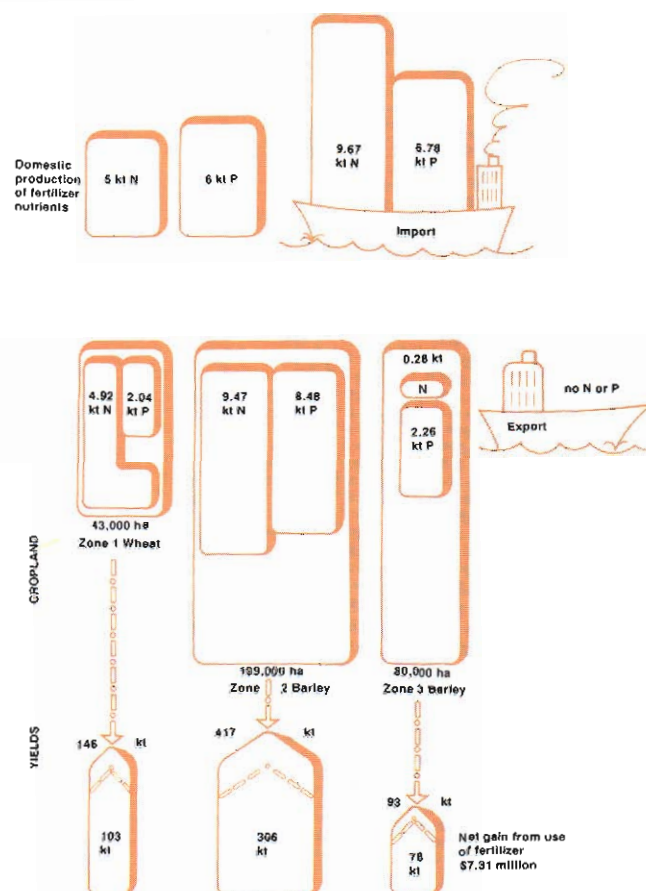 9.67
kt N
6.78
kt P
Domestic
production
of fertilizer
nutrients
5 kt N
6 kt P
Import
4.92
kt N
2.04
kt P
9.47
kt N
8.48
kt P
0.28 kt
N
2.26
kt P
no N or P
Export
CROPLAND
43,000 ha
Zone 1 Wheat
199,000 ha
Zone 2 Barley
80,000 ha
Zone 3 Barley
YIELDS
146 kt
103
kt
417 kt
306
kt
93 kt
78
kt
Net gain from use
of fertilizer
$7.31 million